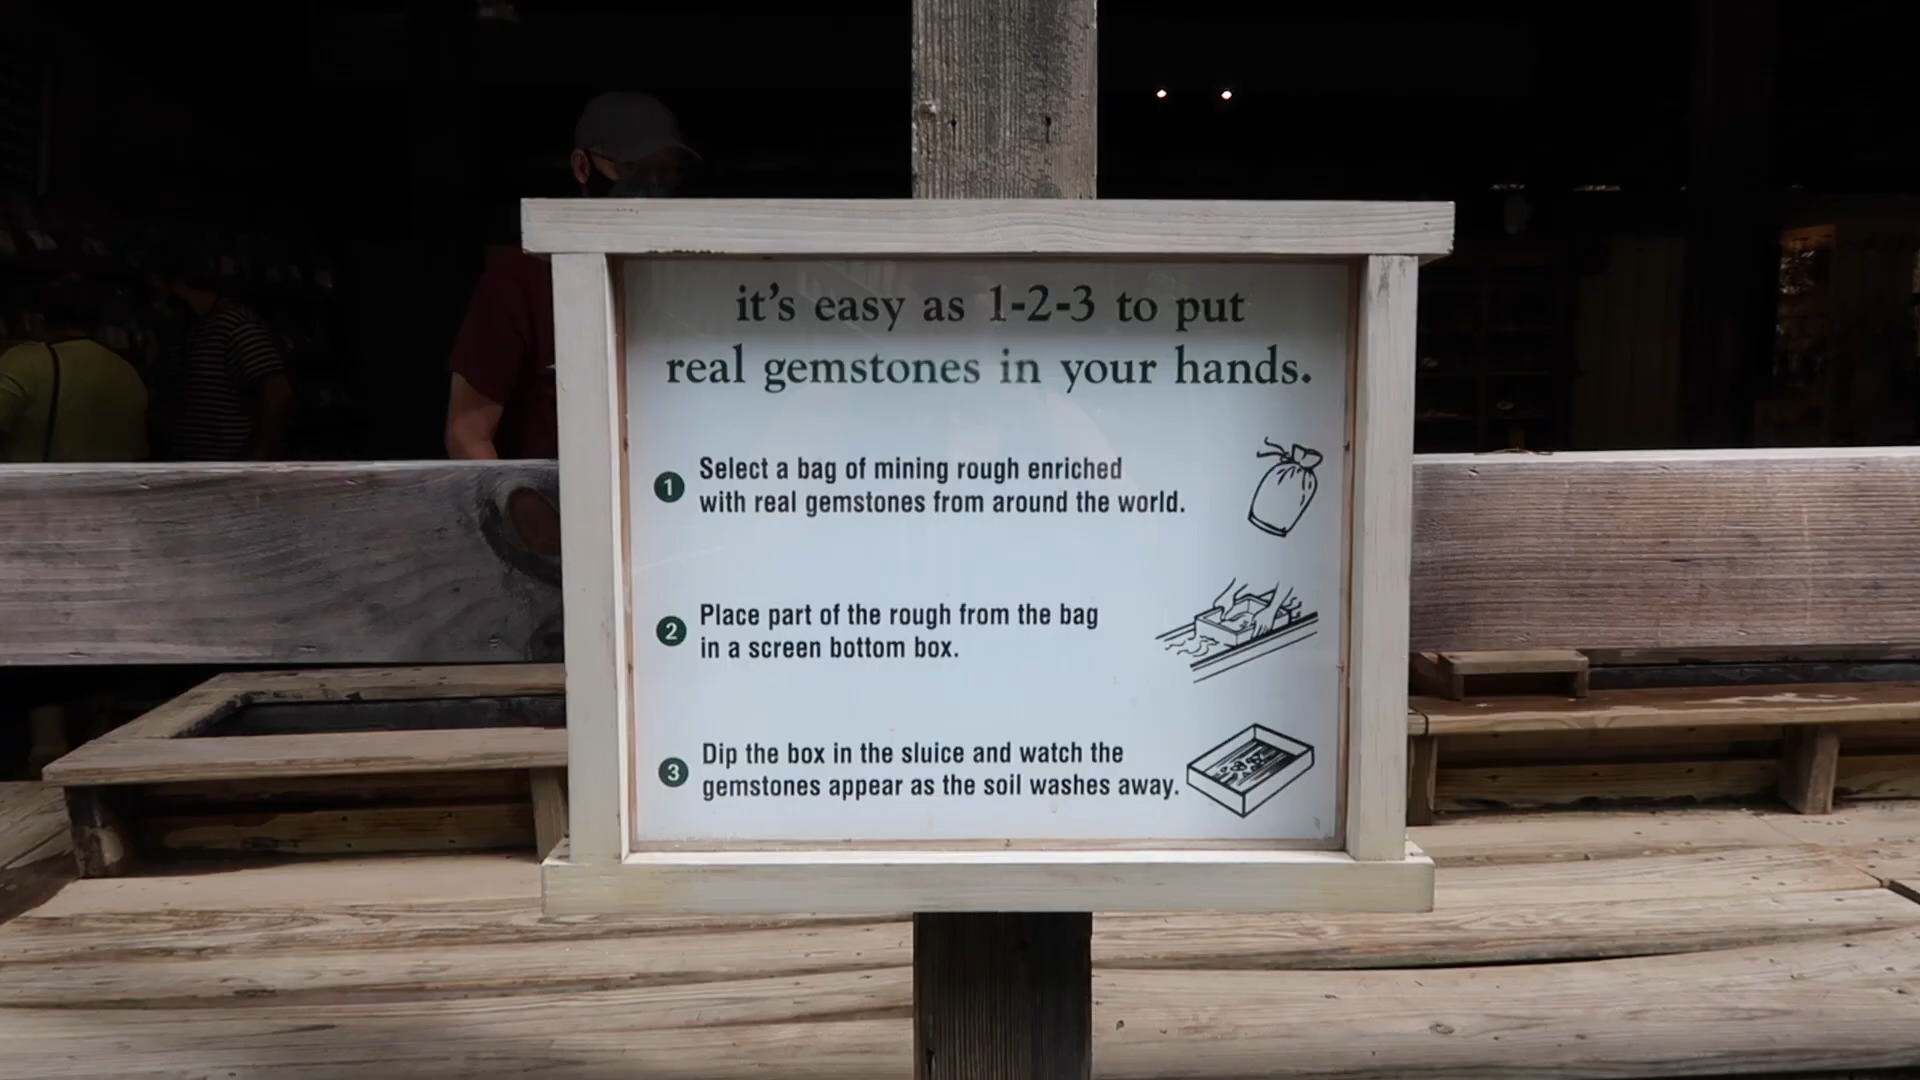 it's easy as 1-2-3 to put
real gemstones in your hands.
1 Select a bag of mining rough enriched
with real gemstones from around the world.
2 Place part of the rough from the bag
in a screen bottom box.
3 Dip the box in the sluice and watch the
gemstones appear as the soil washes away.